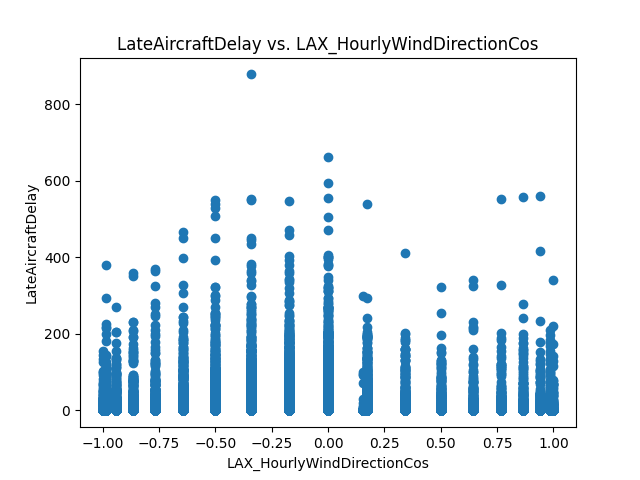 LateAircraftDelay vs. LAX_HourlyWindDirectionCos
LateAircraftDelay
800
600
400
200
0
−1.00 −0.75 −0.50 −0.25 0.00 0.25 0.50 0.75 1.00
LAX_HourlyWindDirectionCos